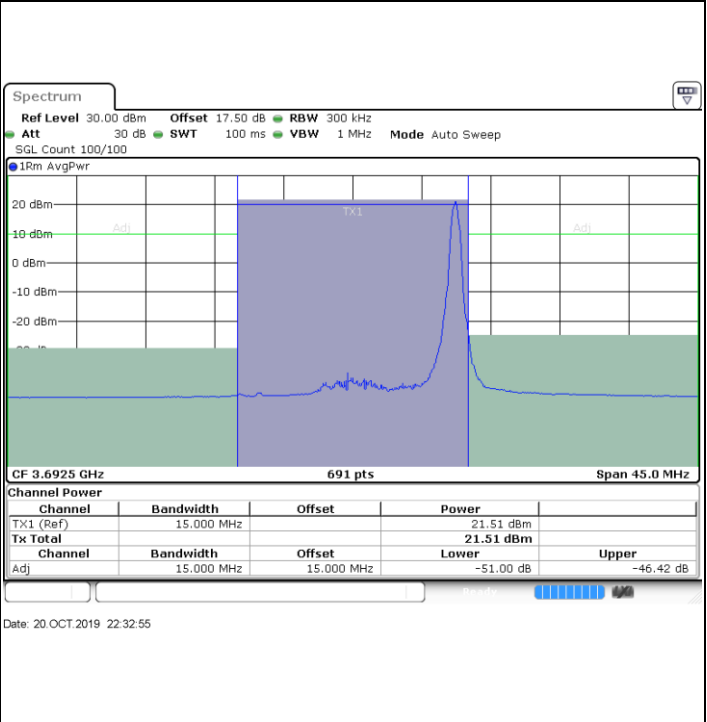 Spectrum
Ref Level 30.00 dBm Offset 17.50 dB RBW 300 kHz
Att 30 dB SWT 100 ms VBW 1 MHz Mode Auto Sweep
SGL Count 100/100
1Rm AvgPwr
20 dBm
TX1
10 dBm
Adj
Adj
0 dBm
-10 dBm
-20 dBm
CF 3.6925 GHz 691 pts Span 45.0 MHz
Channel Power
Channel Bandwidth Offset Power
TX1 (Ref) 15.000 MHz 21.51 dBm
Tx Total 21.51 dBm
Channel Bandwidth Offset Lower Upper
Adj 15.000 MHz 15.000 MHz -51.00 dB -46.42 dB
Ready
Date: 20.OCT.2019 22:32:55